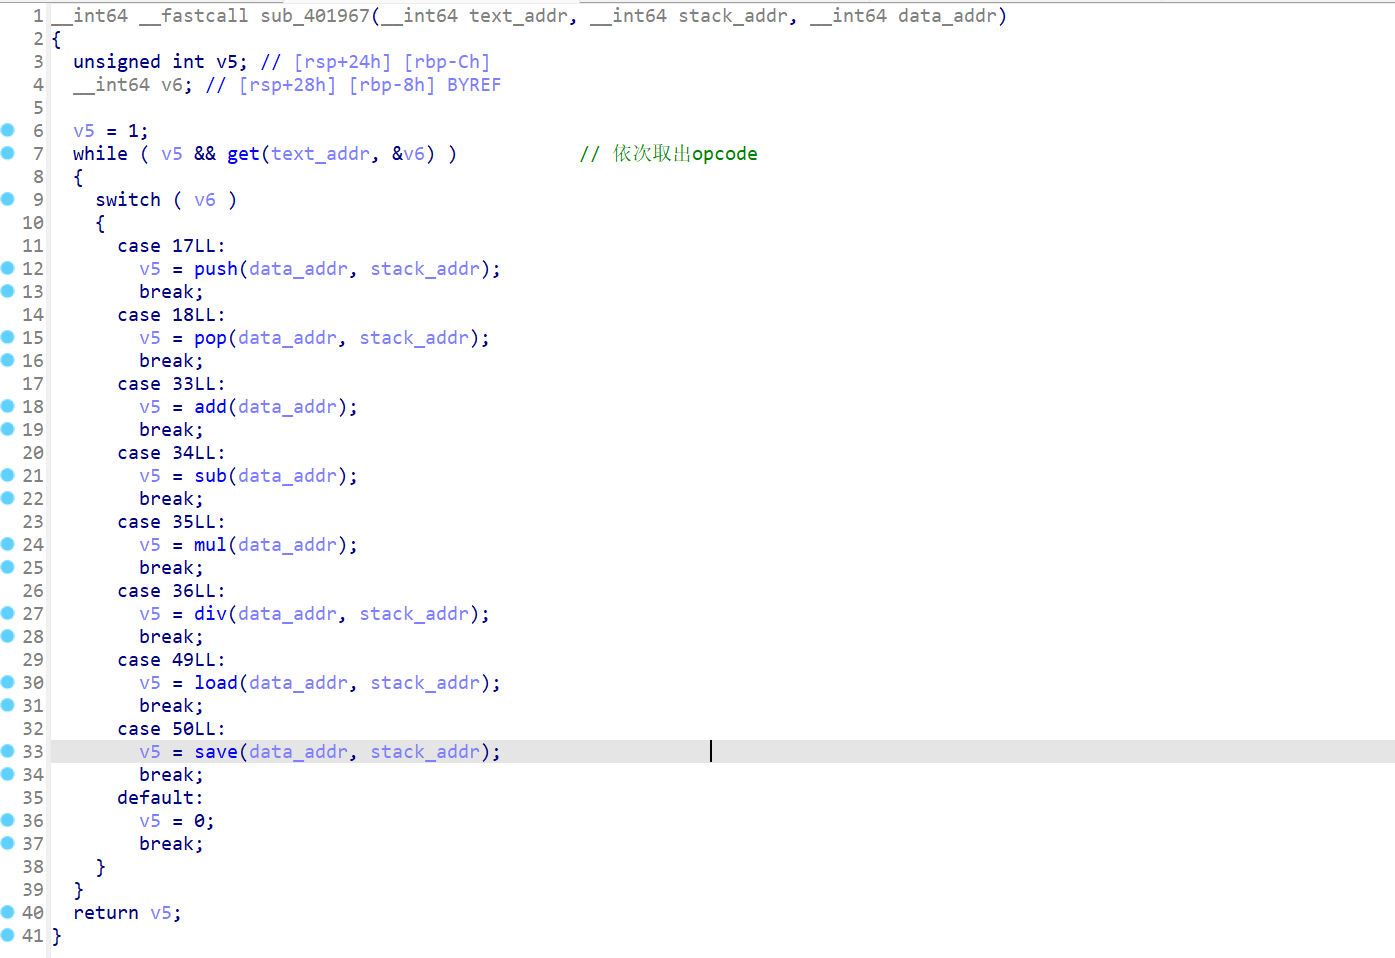 1 __int64 __fastcall sub_401967(__int64 text_addr, __int64 stack_addr, __int64 data_addr)
2 {
3 unsigned int v5; // [rsp+24h] [rbp-Ch]
4 __int64 v6; // [rsp+28h] [rbp-8h] BYREF
5
6 v5 = 1;
7 while ( v5 && get(text_addr, &v6) ) // 依次取出opcode
8 {
9 switch ( v6 )
10 {
11 case 17LL:
12 v5 = push(data_addr, stack_addr);
13 break;
14 case 18LL:
15 v5 = pop(data_addr, stack_addr);
16 break;
17 case 33LL:
18 v5 = add(data_addr);
19 break;
20 case 34LL:
21 v5 = sub(data_addr);
22 break;
23 case 35LL:
24 v5 = mul(data_addr);
25 break;
26 case 36LL:
27 v5 = div(data_addr, stack_addr);
28 break;
29 case 49LL:
30 v5 = load(data_addr, stack_addr);
31 break;
32 case 50LL:
33 v5 = save(data_addr, stack_addr);
34 break;
35 default:
36 v5 = 0;
37 break;
38 }
39 }
40 return v5;
41 }